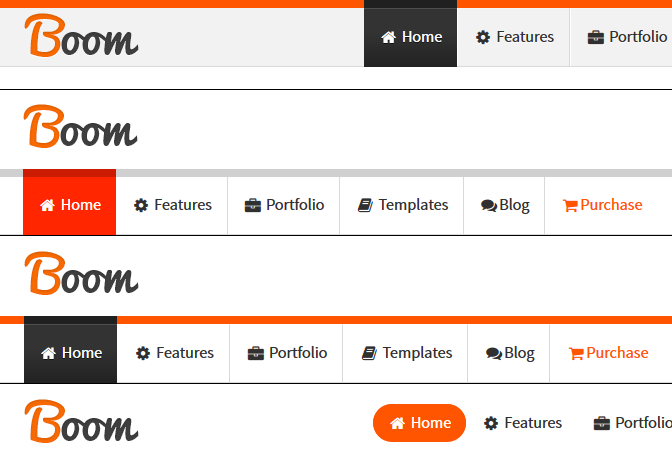 Boom Home Features Portfolio
Boom
Home Features Portfolio Templates Blog Purchase
Boom
Home Features Portfolio Templates Blog Purchase
Boom Home Features Portfolio